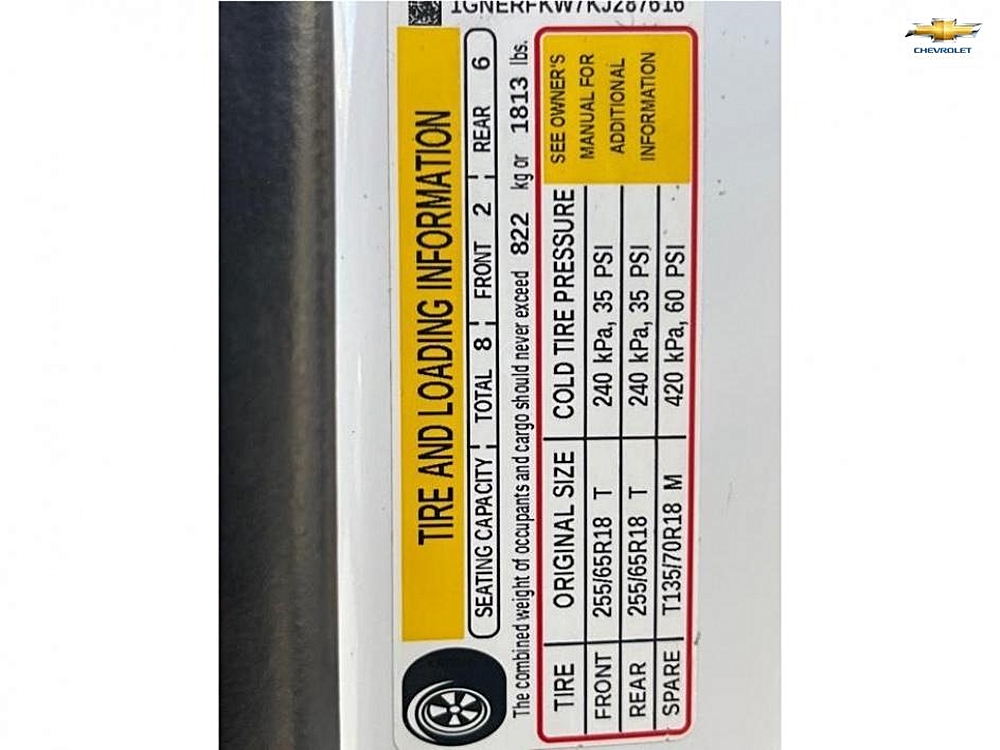 1GNERFKW7KJ287616
TIRE AND LOADING INFORMATION
SEATING CAPACITY TOTAL 8 FRONT 2 REAR 6
The combined weight of occupants and cargo should never exceed 822 kg or 1813 lbs.
TIRE ORIGINAL SIZE COLD TIRE PRESSURE
FRONT 255/65R18 T 240 kPa, 35 PSI
REAR 255/65R18 T 240 kPa, 35 PSI
SPARE T135/70R18 M 420 kPa, 60 PSI
SEE OWNER'S
MANUAL FOR
ADDITIONAL
INFORMATION
CHEVROLET